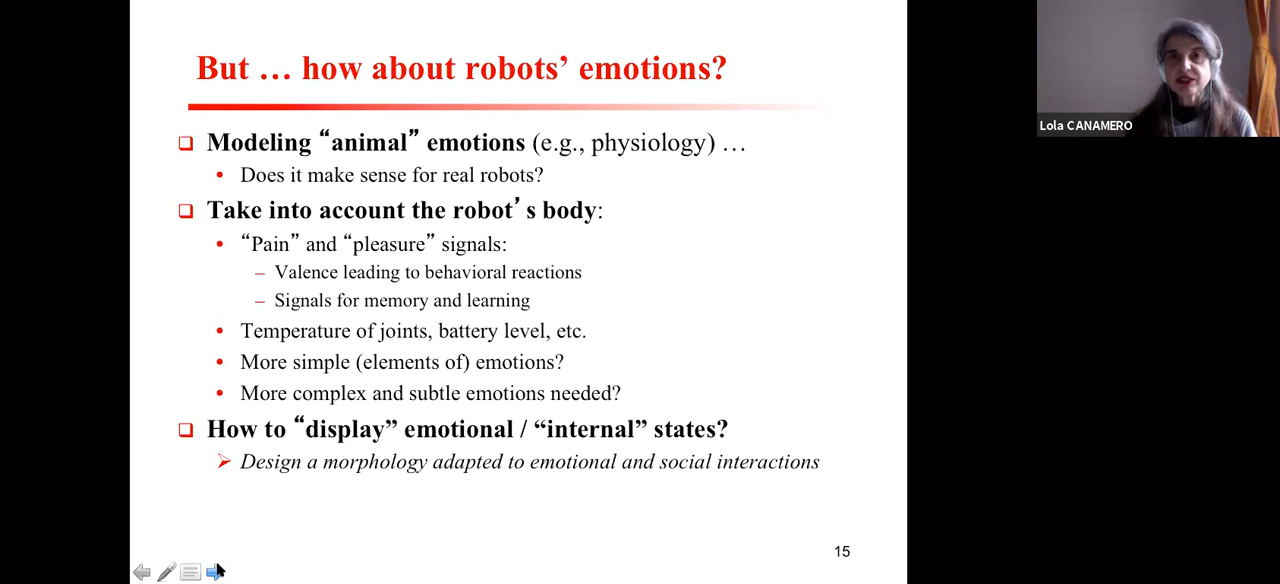 But … how about robots’ emotions?
Lola CANAMERO
❑ Modeling “animal” emotions (e.g., physiology) …
• Does it make sense for real robots?
❑ Take into account the robot’s body:
• “Pain” and “pleasure” signals:
– Valence leading to behavioral reactions
– Signals for memory and learning
• Temperature of joints, battery level, etc.
• More simple (elements of) emotions?
• More complex and subtle emotions needed?
❑ How to “display” emotional / “internal” states?
➢ Design a morphology adapted to emotional and social interactions
15